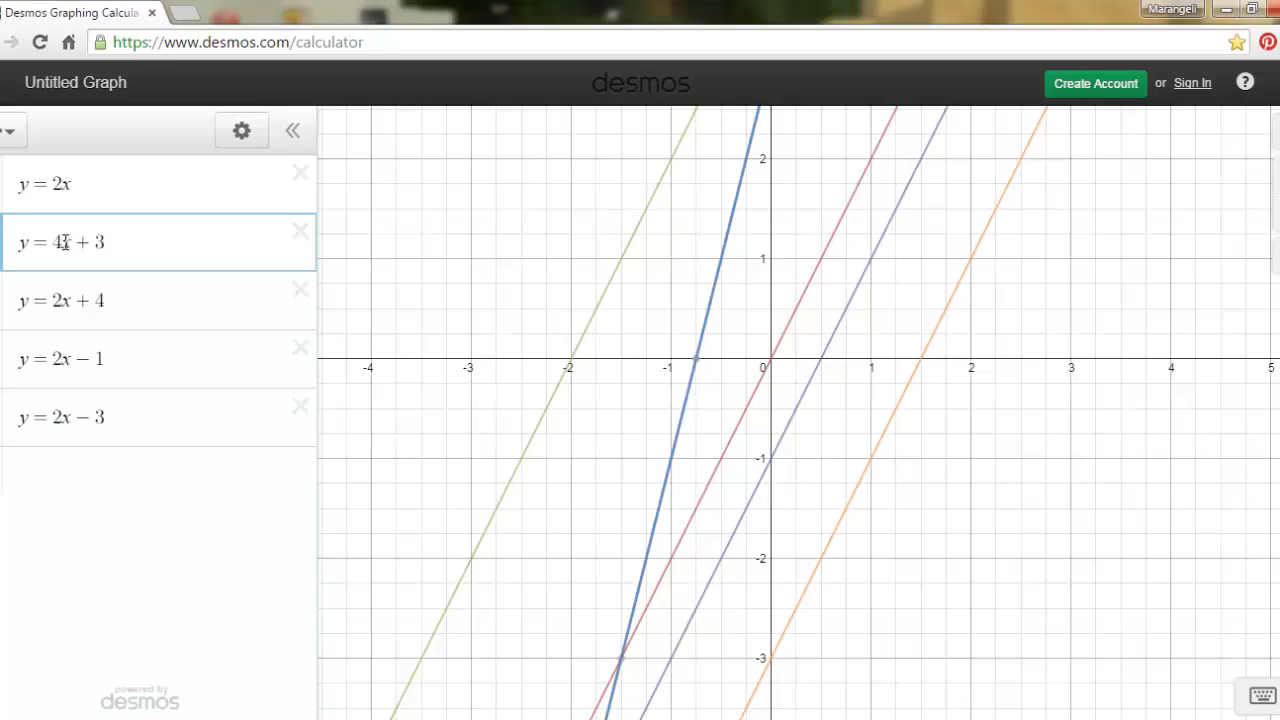 Desmos Graphing Calcula
Marangeli
https://www.desmos.com/calculator
Untitled Graph
desmos
Create Account or Sign In ?
y = 2x
y = 4x + 3
y = 2x + 4
y = 2x − 1
y = 2x − 3
2
1
-4 -3 -2 -1 0 1 2 3 4 5
-1
-2
-3
powered by
desmos